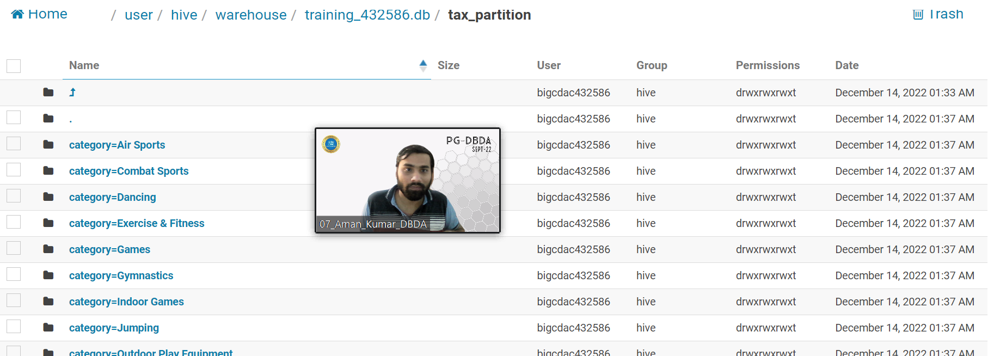 Home / user / hive / warehouse / training_432586.db / tax_partition Trash
Name Size User Group Permissions Date
bigcdac432586 hive drwxrwxrwxt December 14, 2022 01:33 AM
. bigcdac432586 hive drwxrwxrwxt December 14, 2022 01:37 AM
category=Air Sports bigcdac432586 hive drwxrwxrwxt December 14, 2022 01:37 AM
category=Combat Sports bigcdac432586 hive drwxrwxrwxt December 14, 2022 01:37 AM
category=Dancing bigcdac432586 hive drwxrwxrwxt December 14, 2022 01:37 AM
category=Exercise & Fitness bigcdac432586 hive drwxrwxrwxt December 14, 2022 01:37 AM
category=Games bigcdac432586 hive drwxrwxrwxt December 14, 2022 01:37 AM
category=Gymnastics bigcdac432586 hive drwxrwxrwxt December 14, 2022 01:37 AM
category=Indoor Games bigcdac432586 hive drwxrwxrwxt December 14, 2022 01:37 AM
category=Jumping bigcdac432586 hive drwxrwxrwxt December 14, 2022 01:37 AM
category=Outdoor Play Equipment bigcdac432586 hive drwxrwxrwxt December 14, 2022 01:37 AM
PG-DBDA
SEPT-22
07_Aman_Kumar_DBDA